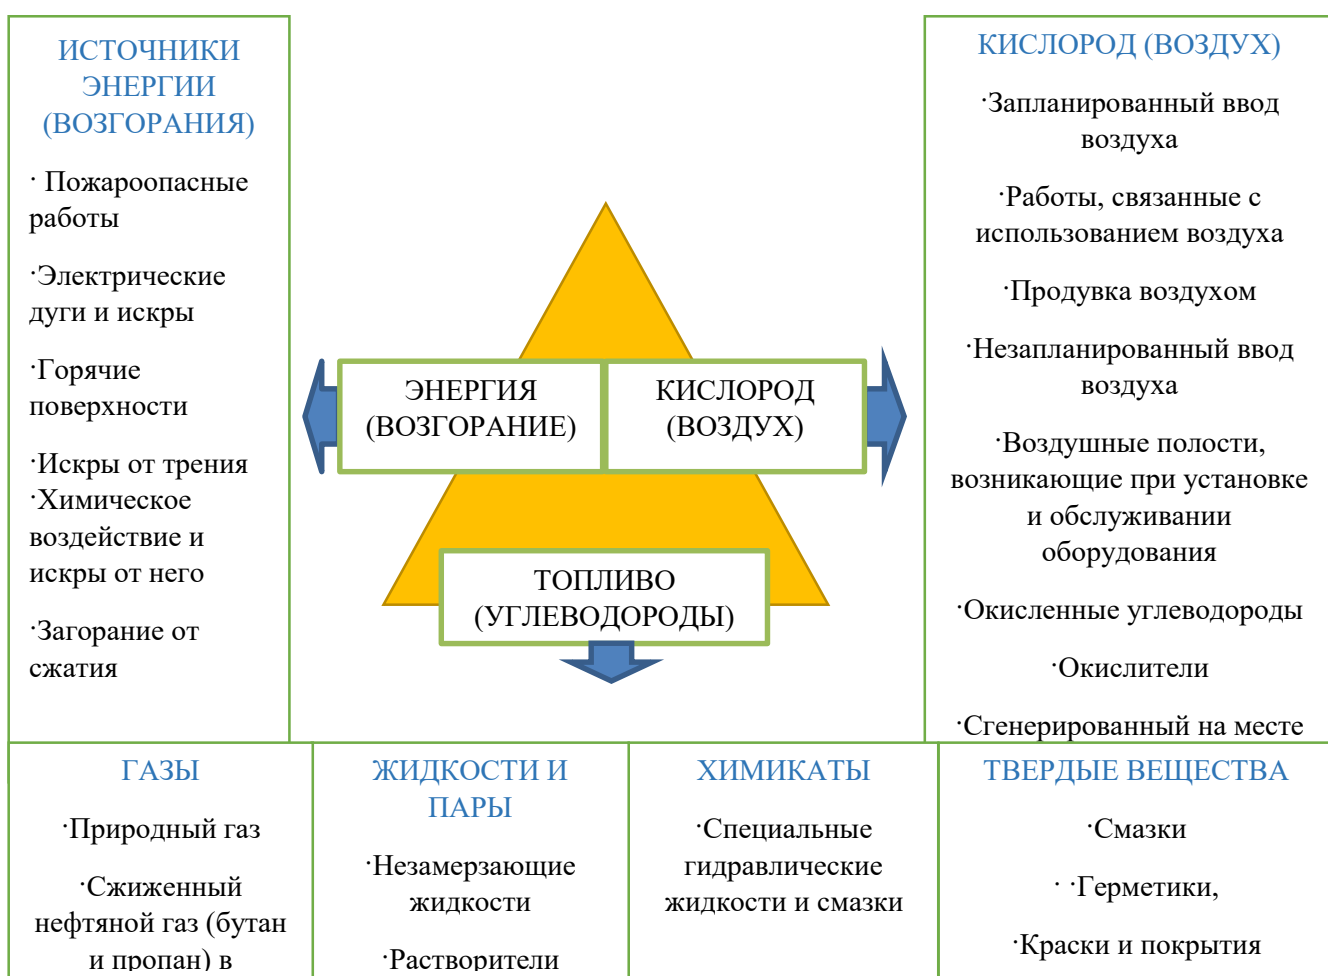 ИСТОЧНИКИ
ЭНЕРГИИ
(ВОЗГОРАНИЯ)
· Пожароопасные
работы
·Электрические
дуги и искры
·Горячие
поверхности
·Искры от трения
·Химическое
воздействие и
искры от него
·Загорание от
сжатия
ЭНЕРГИЯ
(ВОЗГОРАНИЕ)
КИСЛОРОД
(ВОЗДУХ)
ТОПЛИВО
(УГЛЕВОДОРОДЫ)
КИСЛОРОД (ВОЗДУХ)
·Запланированный ввод
воздуха
·Работы, связанные с
использованием воздуха
·Продувка воздухом
·Незапланированный ввод
воздуха
·Воздушные полости,
возникающие при установке
и обслуживании
оборудования
·Окисленные углеводороды
·Окислители
·Сгенерированный на месте
ГАЗЫ
·Природный газ
·Сжиженный
нефтяной газ (бутан
и пропан) в
ЖИДКОСТИ И
ПАРЫ
·Незамерзающие
жидкости
·Растворители
ХИМИКАТЫ
·Специальные
гидравлические
жидкости и смазки
ТВЕРДЫЕ ВЕЩЕСТВА
·Смазки
· ·Герметики,
·Краски и покрытия